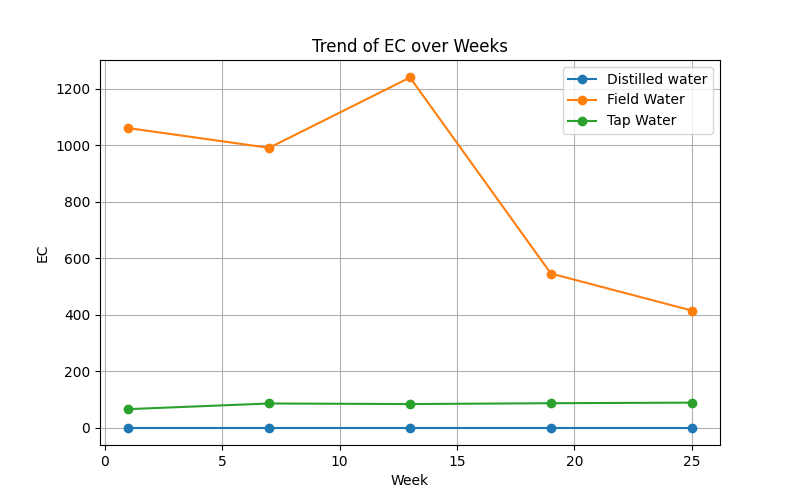 Trend of EC over Weeks
Distilled water
Field Water
Tap Water
1200
1000
800
600
400
200
0
EC
0 5 10 15 20 25
Week